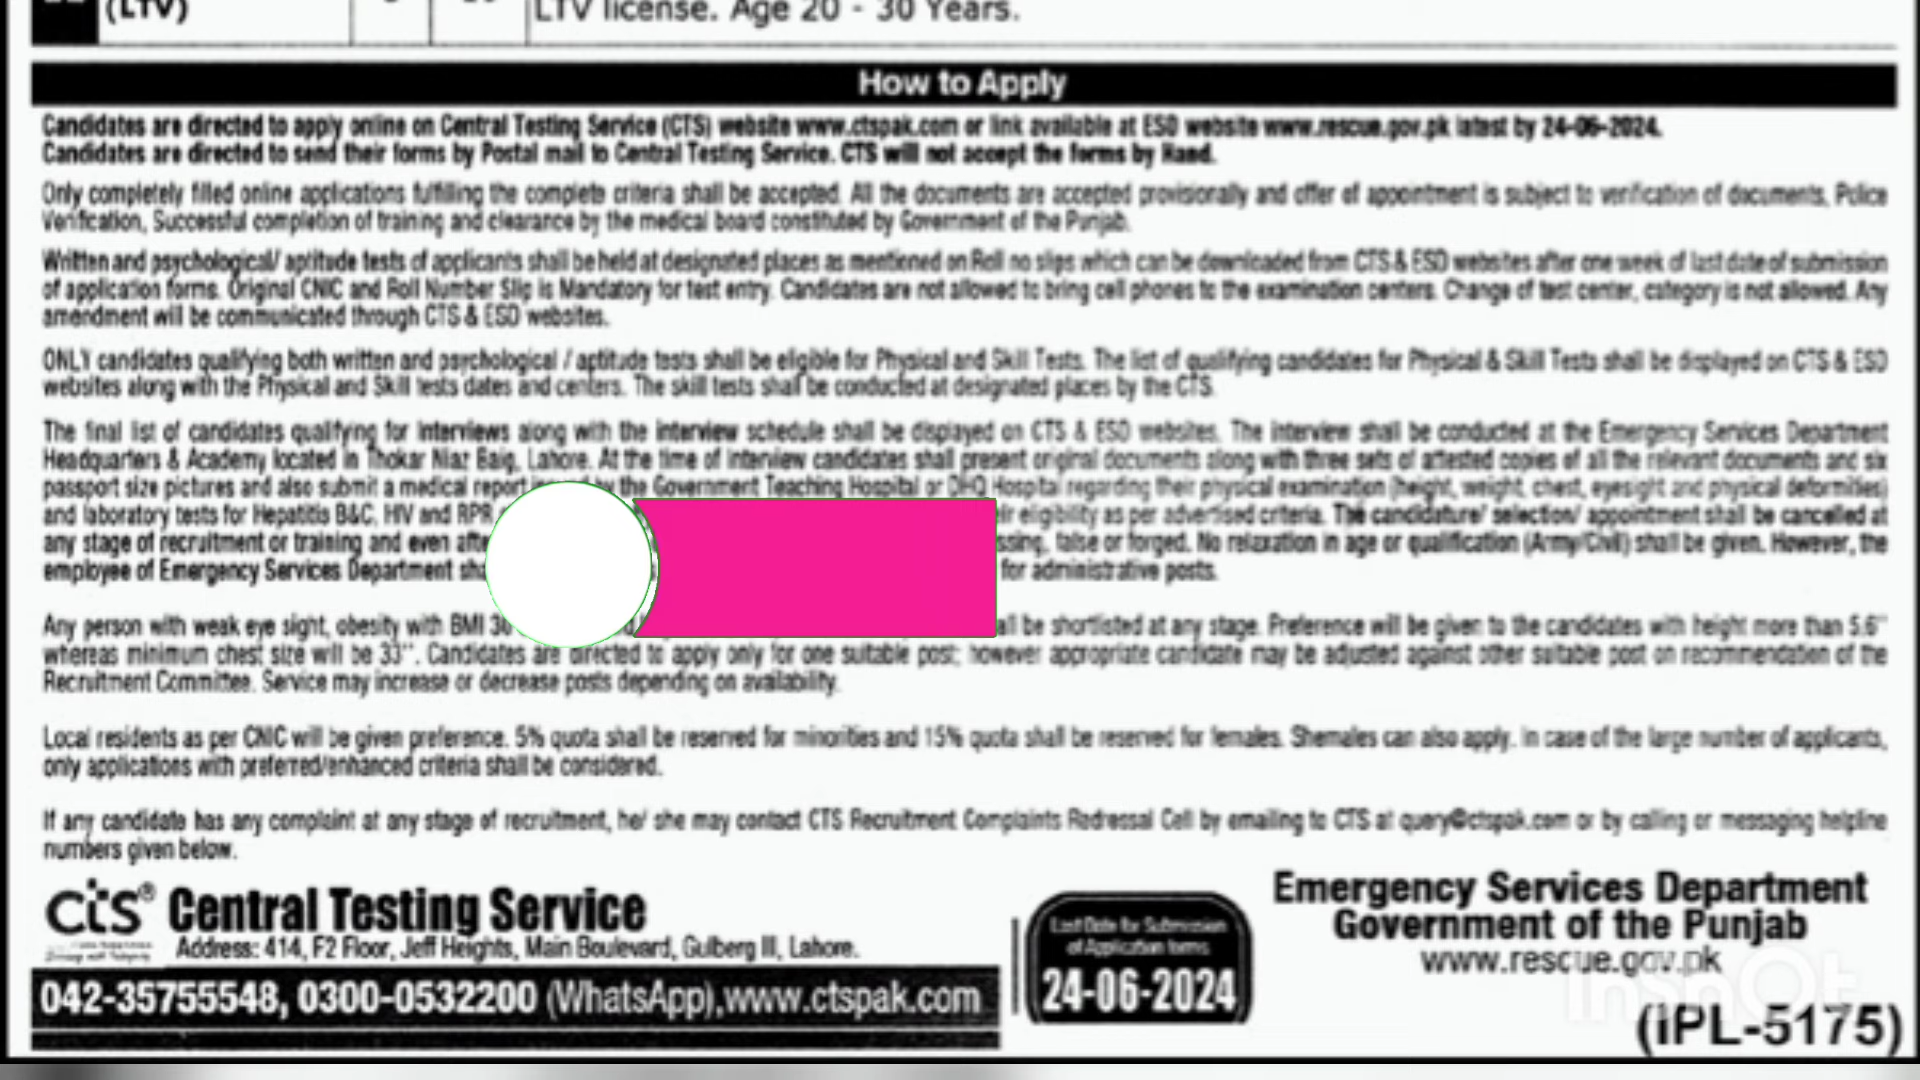 (LTV)
LTV license. Age 20 - 30 Years.
How to Apply
Candidates are directed to apply online on Central Testing Service (CTS) website www.ctspak.com or link available at ESD website www.rescue.gov.pk latest by 24-06-2024.
Candidates are directed to send their forms by Postal mail to Central Testing Service. CTS will not accept the forms by Hand.
Only completely filled online applications fulfilling the complete criteria shall be accepted. All the documents are accepted provisionally and offer of appointment is subject to verification of documents, Police
Verification, Successful completion of training and clearance by the medical board constituted by Government of the Punjab.
Written and psychological/ aptitude tests of applicants shall be held at designated places as mentioned on Roll no slips which can be downloaded from CTS & ESD websites after one week of last date of submission
of application forms. Original CNIC and Roll Number Slip is Mandatory for test entry. Candidates are not allowed to bring cell phones to the examination centers. Change of test center, category is not allowed. Any
amendment will be communicated through CTS & ESD websites.
ONLY candidates qualifying both written and psychological / aptitude tests shall be eligible for Physical and Skill Tests. The list of qualifying candidates for Physical & Skill Tests shall be displayed on CTS & ESD
websites along with the Physical and Skill tests dates and centers. The skill tests shall be conducted at designated places by the CTS.
The final list of candidates qualifying for interviews along with the interview schedule shall be displayed on CTS & ESD websites. The interview shall be conducted at the Emergency Services Department
Headquarters & Academy located in Thokar Niaz Baig, Lahore. At the time of interview candidates shall present original documents along with three sets of attested copies of all the relevant documents and six
passport size pictures and also submit a medical report by the Government Teaching Hospital or DHQ Hospital regarding their physical examination (height, weight, chest, eyesight and physical deformities)
and laboratory tests for Hepatitis B&C, HIV and RPR eligibility as per advertised criteria. The candidature/ selection/ appointment shall be cancelled at
any stage of recruitment or training and even false or forged. No relaxation in age or qualification (Army/Civil) shall be given. However, the
employee of Emergency Services Department for administrative posts.
Any person with weak eye sight, obesity with BMI 30 be shortlisted at any stage. Preference will be given to the candidates with height more than 5.6"
whereas minimum chest size will be 33". Candidates are directed to apply only for one suitable post; however appropriate candidate may be adjusted against other suitable post on recommendation of the
Recruitment Committee. Service may increase or decrease posts depending on availability.
Local residents as per CNIC will be given preference. 5% quota shall be reserved for minorities and 15% quota shall be reserved for females. Shemales can also apply. In case of the large number of applicants,
only applications with preferred/enhanced criteria shall be considered.
If any candidate has any complaint at any stage of recruitment, he/ she may contact CTS Recruitment Complaints Redressal Cell by emailing to CTS at query@ctspak.com or by calling or messaging helpline
numbers given below.
CTS® Central Testing Service
Address: 414, F2 Floor, Jeff Heights, Main Boulevard, Gulberg III, Lahore.
042-35755548, 0300-0532200 (WhatsApp),www.ctspak.com
Last Date for Submission
of Application forms
24-06-2024
Emergency Services Department
Government of the Punjab
www.rescue.gov.pk
InShOt
(IPL-5175)